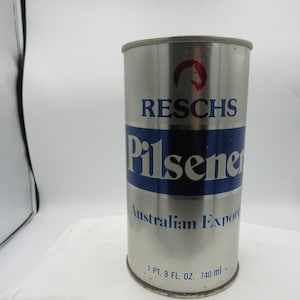 RESCHS
Pilsener
Australian Export
1 PT. 9 FL. OZ. 740 ml